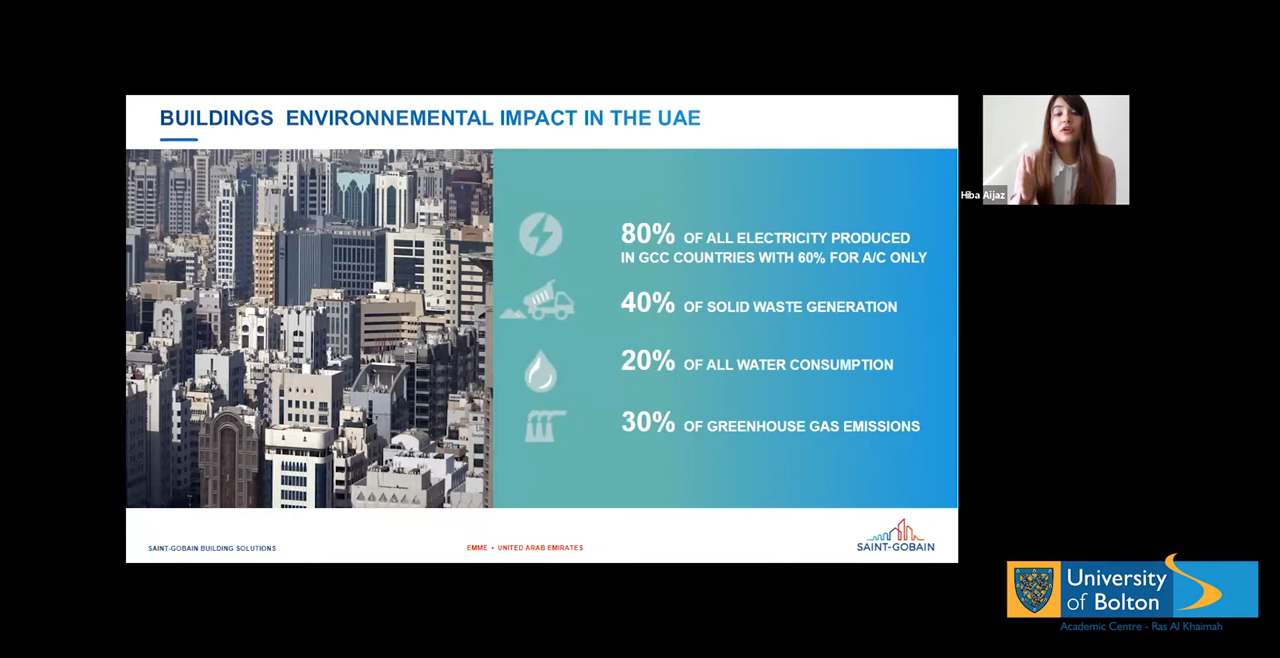 BUILDINGS ENVIRONNEMENTAL IMPACT IN THE UAE
80% OF ALL ELECTRICITY PRODUCED
IN GCC COUNTRIES WITH 60% FOR A/C ONLY
40% OF SOLID WASTE GENERATION
20% OF ALL WATER CONSUMPTION
30% OF GREENHOUSE GAS EMISSIONS
SAINT-GOBAIN BUILDING SOLUTIONS
EMME • UNITED ARAB EMIRATES
SAINT-GOBAIN
Hiba Aijaz
University
of Bolton
Academic Centre - Ras Al Khaimah